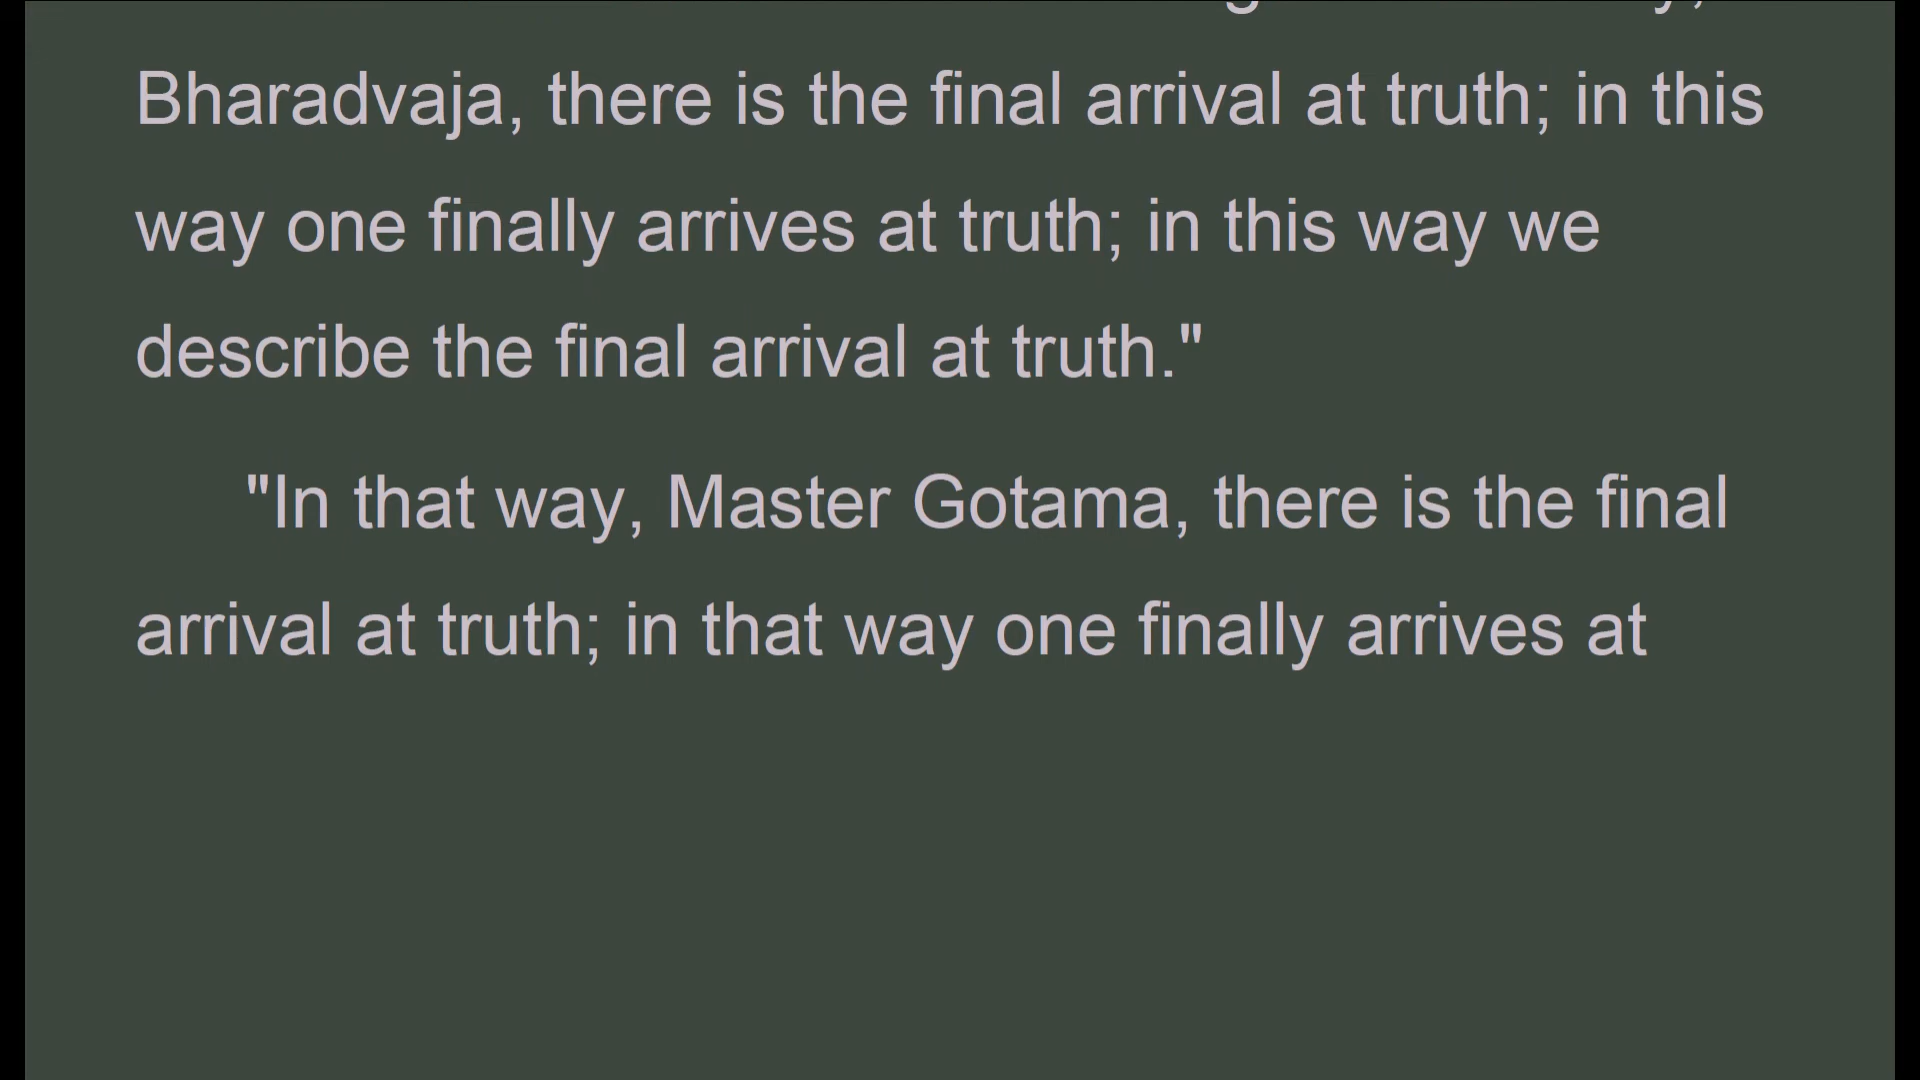 Bharadvaja, there is the final arrival at truth; in this
way one finally arrives at truth; in this way we
describe the final arrival at truth."
"In that way, Master Gotama, there is the final
arrival at truth; in that way one finally arrives at